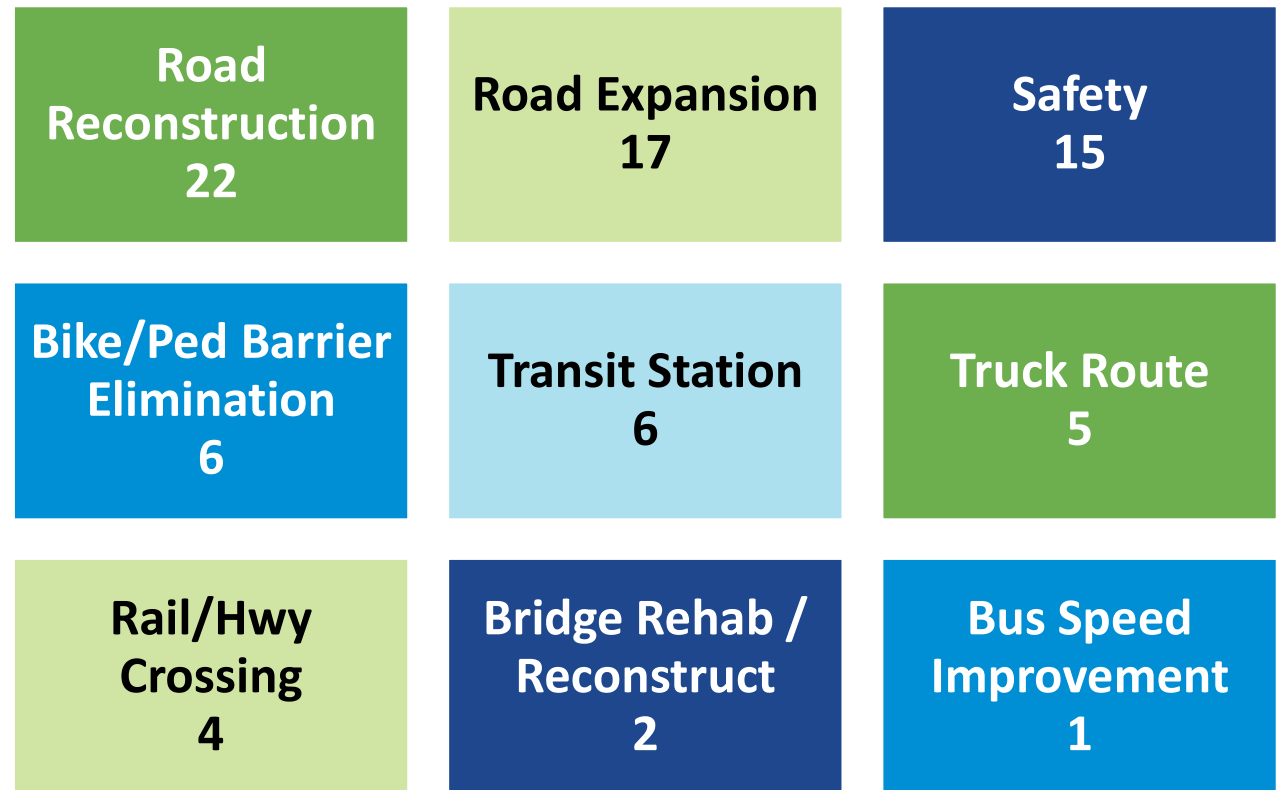 Road
Reconstruction
22
Road Expansion
17
Safety
15
Bike/Ped Barrier
Elimination
6
Transit Station
6
Truck Route
5
Rail/Hwy
Crossing
4
Bridge Rehab /
Reconstruct
2
Bus Speed
Improvement
1